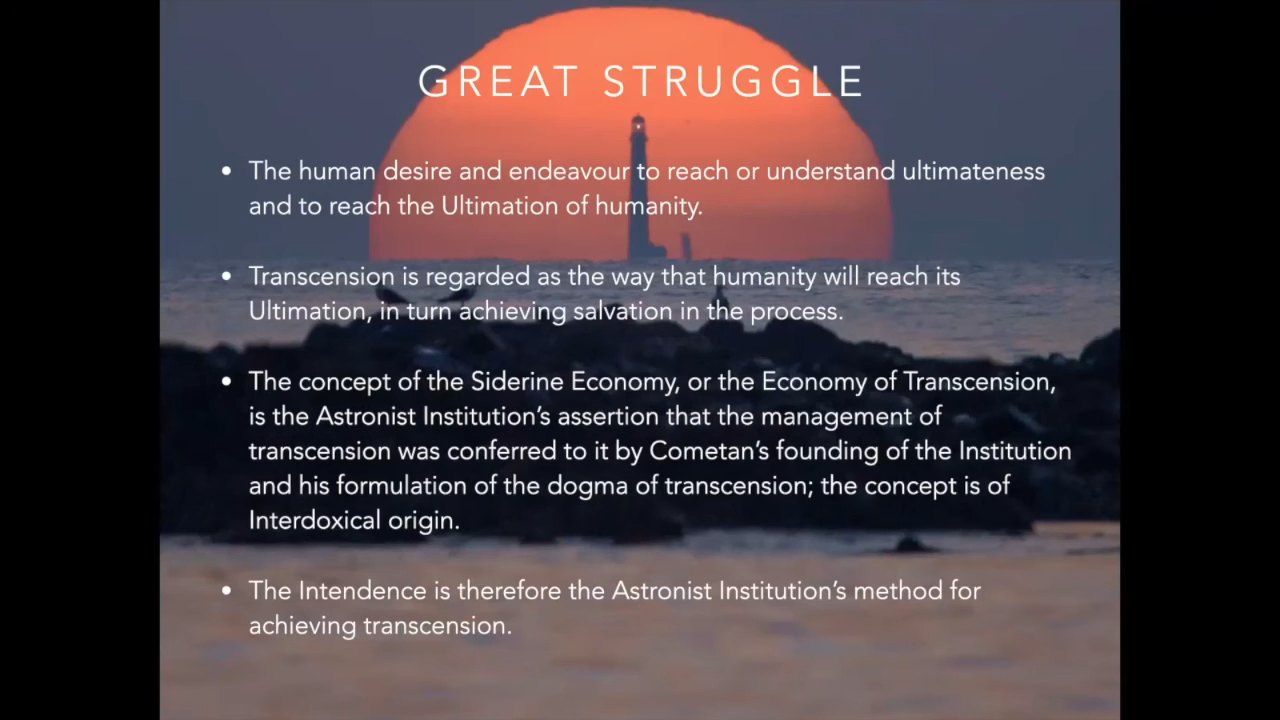 GREAT STRUGGLE
• The human desire and endeavour to reach or understand ultimateness
and to reach the Ultimation of humanity.
• Transcension is regarded as the way that humanity will reach its
Ultimation, in turn achieving salvation in the process.
• The concept of the Siderine Economy, or the Economy of Transcension,
is the Astronist Institution’s assertion that the management of
transcension was conferred to it by Cometan’s founding of the Institution
and his formulation of the dogma of transcension; the concept is of
Interdoxical origin.
• The Intendence is therefore the Astronist Institution’s method for
achieving transcension.